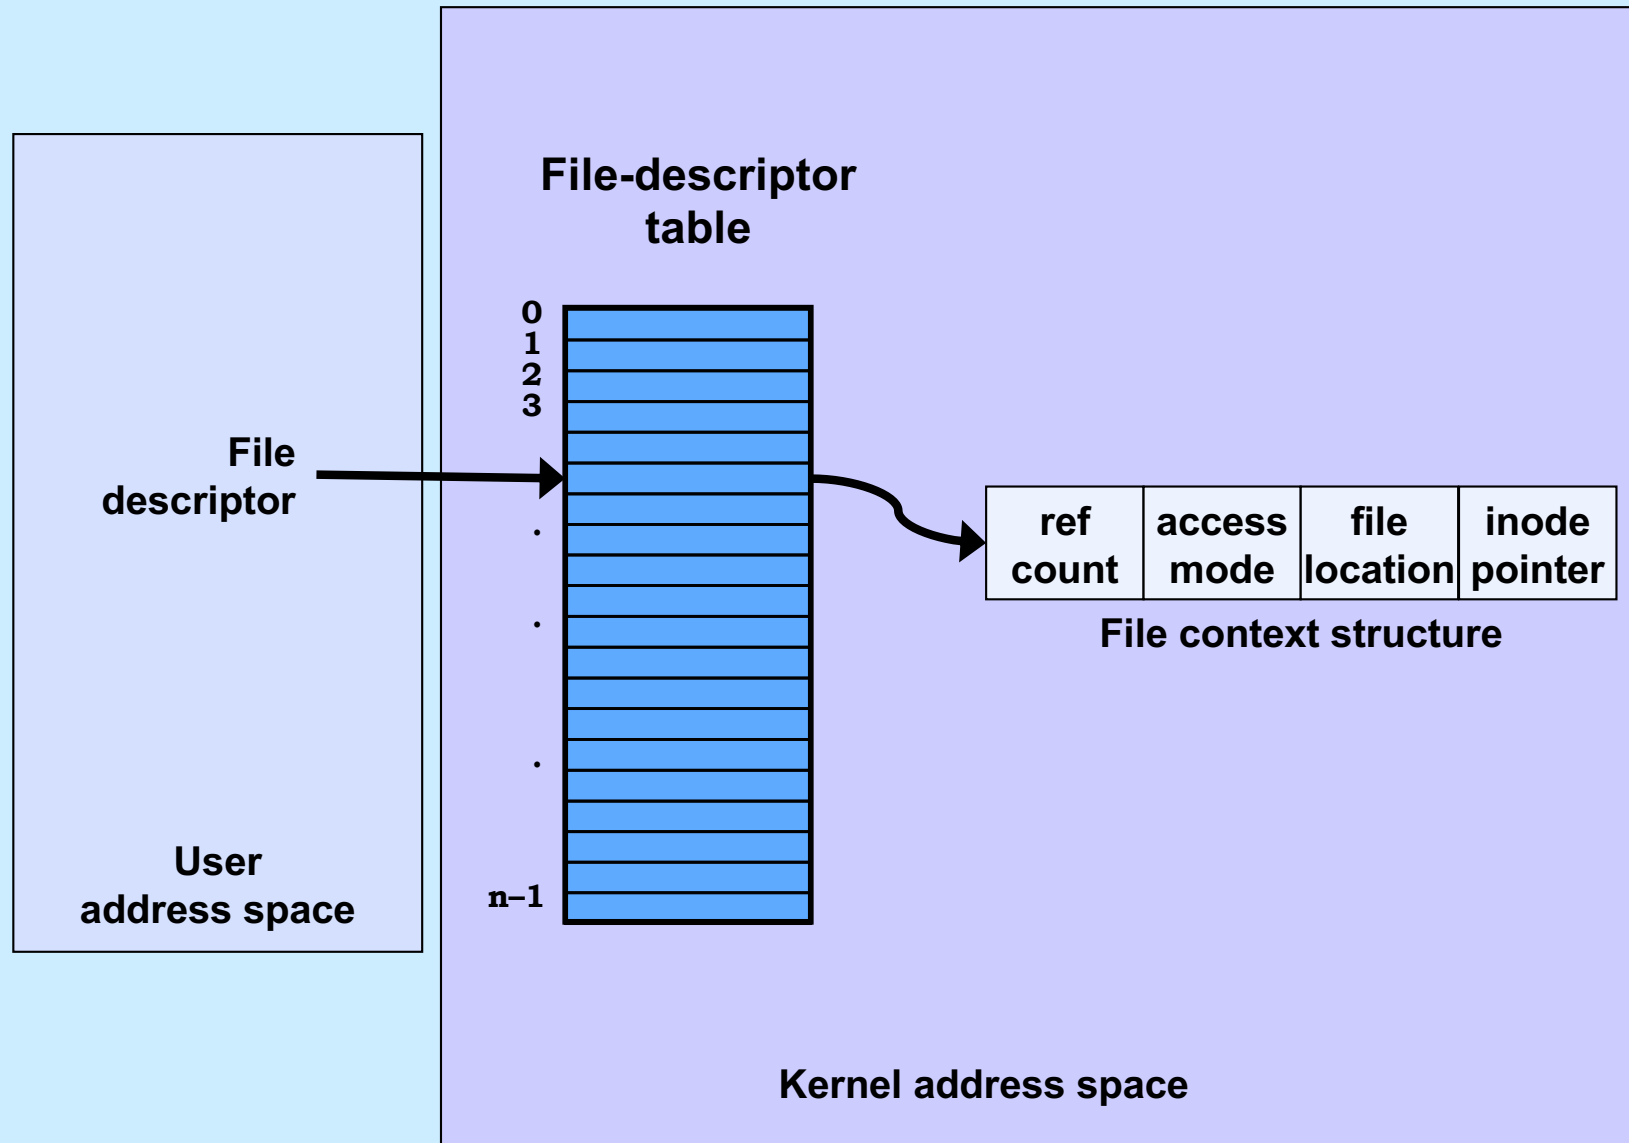 File-descriptor
table
0
1
2
3
.
.
.
n–1
File
descriptor
User
address space
ref
count
access
mode
file
location
inode
pointer
File context structure
Kernel address space